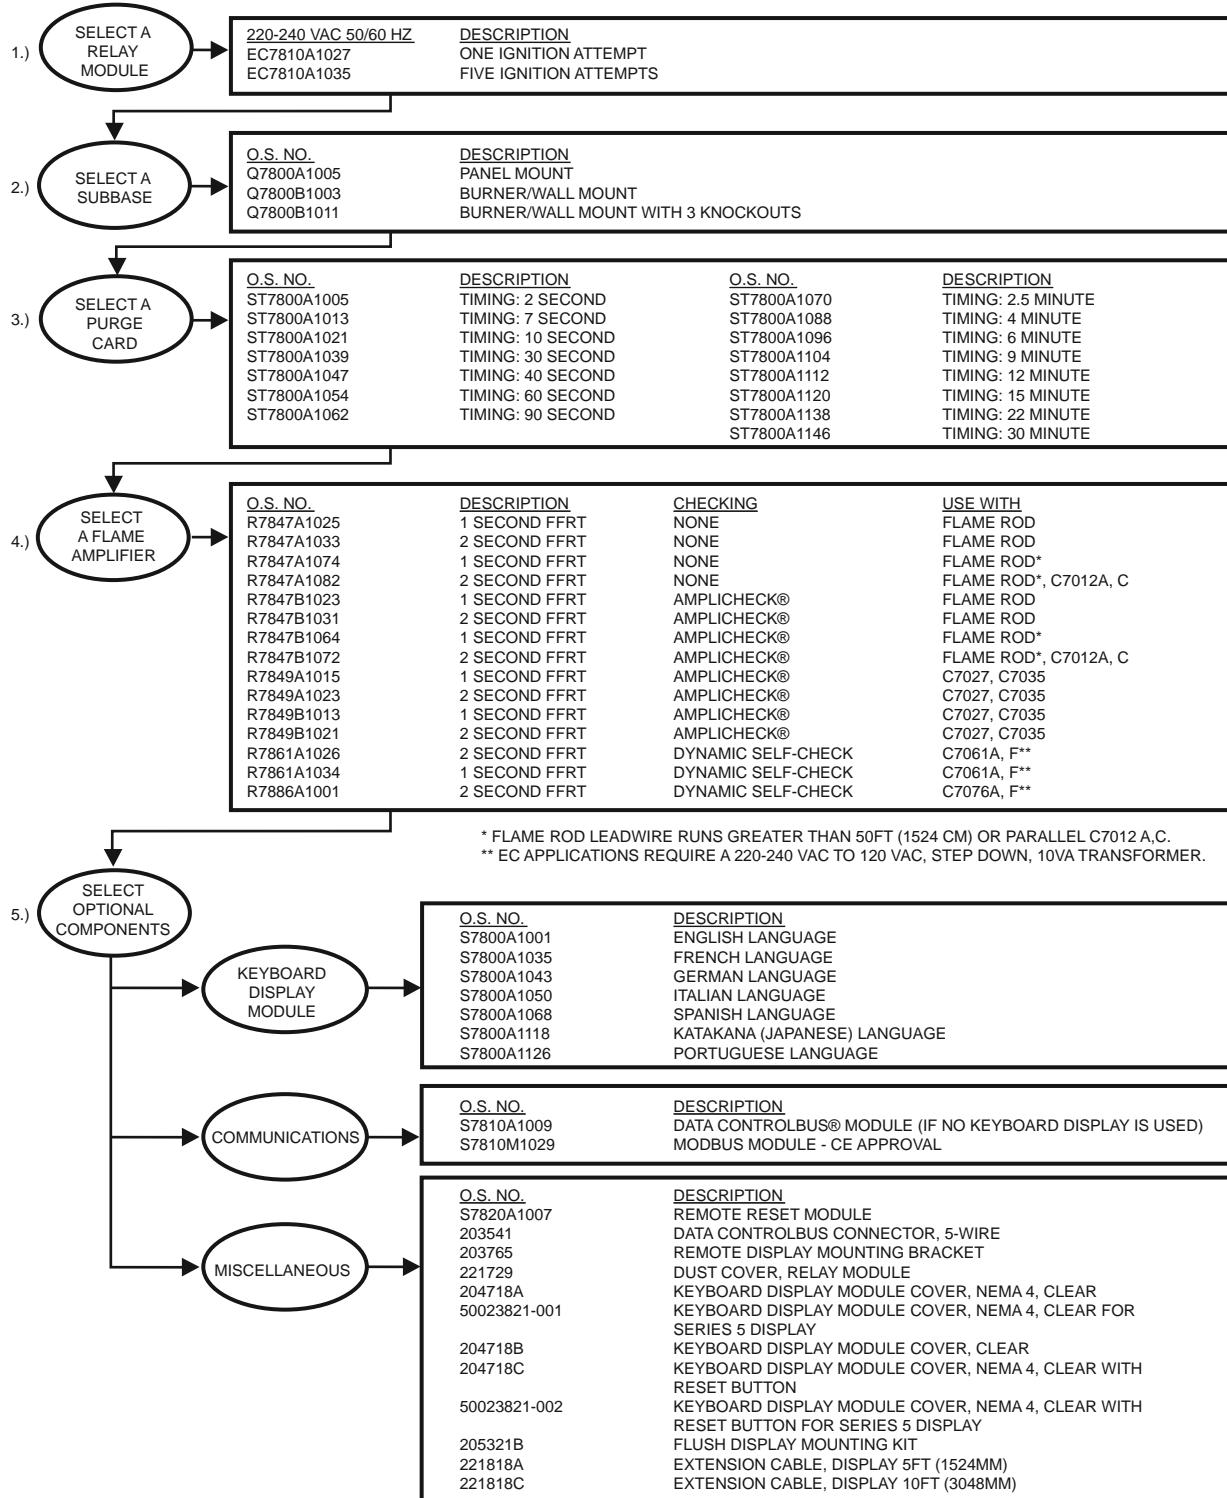 1.)
SELECT A
RELAY
MODULE
220-240 VAC 50/60 HZ DESCRIPTION
EC7810A1027 ONE IGNITION ATTEMPT
EC7810A1035 FIVE IGNITION ATTEMPTS
2.)
SELECT A
SUBBASE
O.S. NO. DESCRIPTION
Q7800A1005 PANEL MOUNT
Q7800B1003 BURNER/WALL MOUNT
Q7800B1011 BURNER/WALL MOUNT WITH 3 KNOCKOUTS
3.)
SELECT A
PURGE
CARD
O.S. NO. DESCRIPTION O.S. NO. DESCRIPTION
ST7800A1005 TIMING: 2 SECOND ST7800A1070 TIMING: 2.5 MINUTE
ST7800A1013 TIMING: 7 SECOND ST7800A1088 TIMING: 4 MINUTE
ST7800A1021 TIMING: 10 SECOND ST7800A1096 TIMING: 6 MINUTE
ST7800A1039 TIMING: 30 SECOND ST7800A1104 TIMING: 9 MINUTE
ST7800A1047 TIMING: 40 SECOND ST7800A1112 TIMING: 12 MINUTE
ST7800A1054 TIMING: 60 SECOND ST7800A1120 TIMING: 15 MINUTE
ST7800A1062 TIMING: 90 SECOND ST7800A1138 TIMING: 22 MINUTE
ST7800A1146 TIMING: 30 MINUTE
4.)
SELECT
A FLAME
AMPLIFIER
O.S. NO. DESCRIPTION CHECKING USE WITH
R7847A1025 1 SECOND FFRT NONE FLAME ROD
R7847A1033 2 SECOND FFRT NONE FLAME ROD
R7847A1074 1 SECOND FFRT NONE FLAME ROD*
R7847A1082 2 SECOND FFRT NONE FLAME ROD*, C7012A, C
R7847B1023 1 SECOND FFRT AMPLICHECK® FLAME ROD
R7847B1031 2 SECOND FFRT AMPLICHECK® FLAME ROD
R7847B1064 1 SECOND FFRT AMPLICHECK® FLAME ROD*
R7847B1072 2 SECOND FFRT AMPLICHECK® FLAME ROD*, C7012A, C
R7849A1015 1 SECOND FFRT AMPLICHECK® C7027, C7035
R7849A1023 2 SECOND FFRT AMPLICHECK® C7027, C7035
R7849B1013 1 SECOND FFRT AMPLICHECK® C7027, C7035
R7849B1021 2 SECOND FFRT AMPLICHECK® C7027, C7035
R7861A1026 2 SECOND FFRT DYNAMIC SELF-CHECK C7061A, F**
R7861A1034 1 SECOND FFRT DYNAMIC SELF-CHECK C7061A, F**
R7886A1001 2 SECOND FFRT DYNAMIC SELF-CHECK C7076A, F**
* FLAME ROD LEADWIRE RUNS GREATER THAN 50FT (1524 CM) OR PARALLEL C7012 A,C.
** EC APPLICATIONS REQUIRE A 220-240 VAC TO 120 VAC, STEP DOWN, 10VA TRANSFORMER.
5.)
SELECT
OPTIONAL
COMPONENTS
KEYBOARD
DISPLAY
MODULE
O.S. NO. DESCRIPTION
S7800A1001 ENGLISH LANGUAGE
S7800A1035 FRENCH LANGUAGE
S7800A1043 GERMAN LANGUAGE
S7800A1050 ITALIAN LANGUAGE
S7800A1068 SPANISH LANGUAGE
S7800A1118 KATAKANA (JAPANESE) LANGUAGE
S7800A1126 PORTUGUESE LANGUAGE
COMMUNICATIONS
O.S. NO. DESCRIPTION
S7810A1009 DATA CONTROLBUS® MODULE (IF NO KEYBOARD DISPLAY IS USED)
S7810M1029 MODBUS MODULE - CE APPROVAL
MISCELLANEOUS
O.S. NO. DESCRIPTION
S7820A1007 REMOTE RESET MODULE
203541 DATA CONTROLBUS CONNECTOR, 5-WIRE
203765 REMOTE DISPLAY MOUNTING BRACKET
221729 DUST COVER, RELAY MODULE
204718A KEYBOARD DISPLAY MODULE COVER, NEMA 4, CLEAR
50023821-001 KEYBOARD DISPLAY MODULE COVER, NEMA 4, CLEAR FOR
SERIES 5 DISPLAY
204718B KEYBOARD DISPLAY MODULE COVER, CLEAR
204718C KEYBOARD DISPLAY MODULE COVER, NEMA 4, CLEAR WITH
RESET BUTTON
50023821-002 KEYBOARD DISPLAY MODULE COVER, NEMA 4, CLEAR WITH
RESET BUTTON FOR SERIES 5 DISPLAY
205321B FLUSH DISPLAY MOUNTING KIT
221818A EXTENSION CABLE, DISPLAY 5FT (1524MM)
221818C EXTENSION CABLE, DISPLAY 10FT (3048MM)